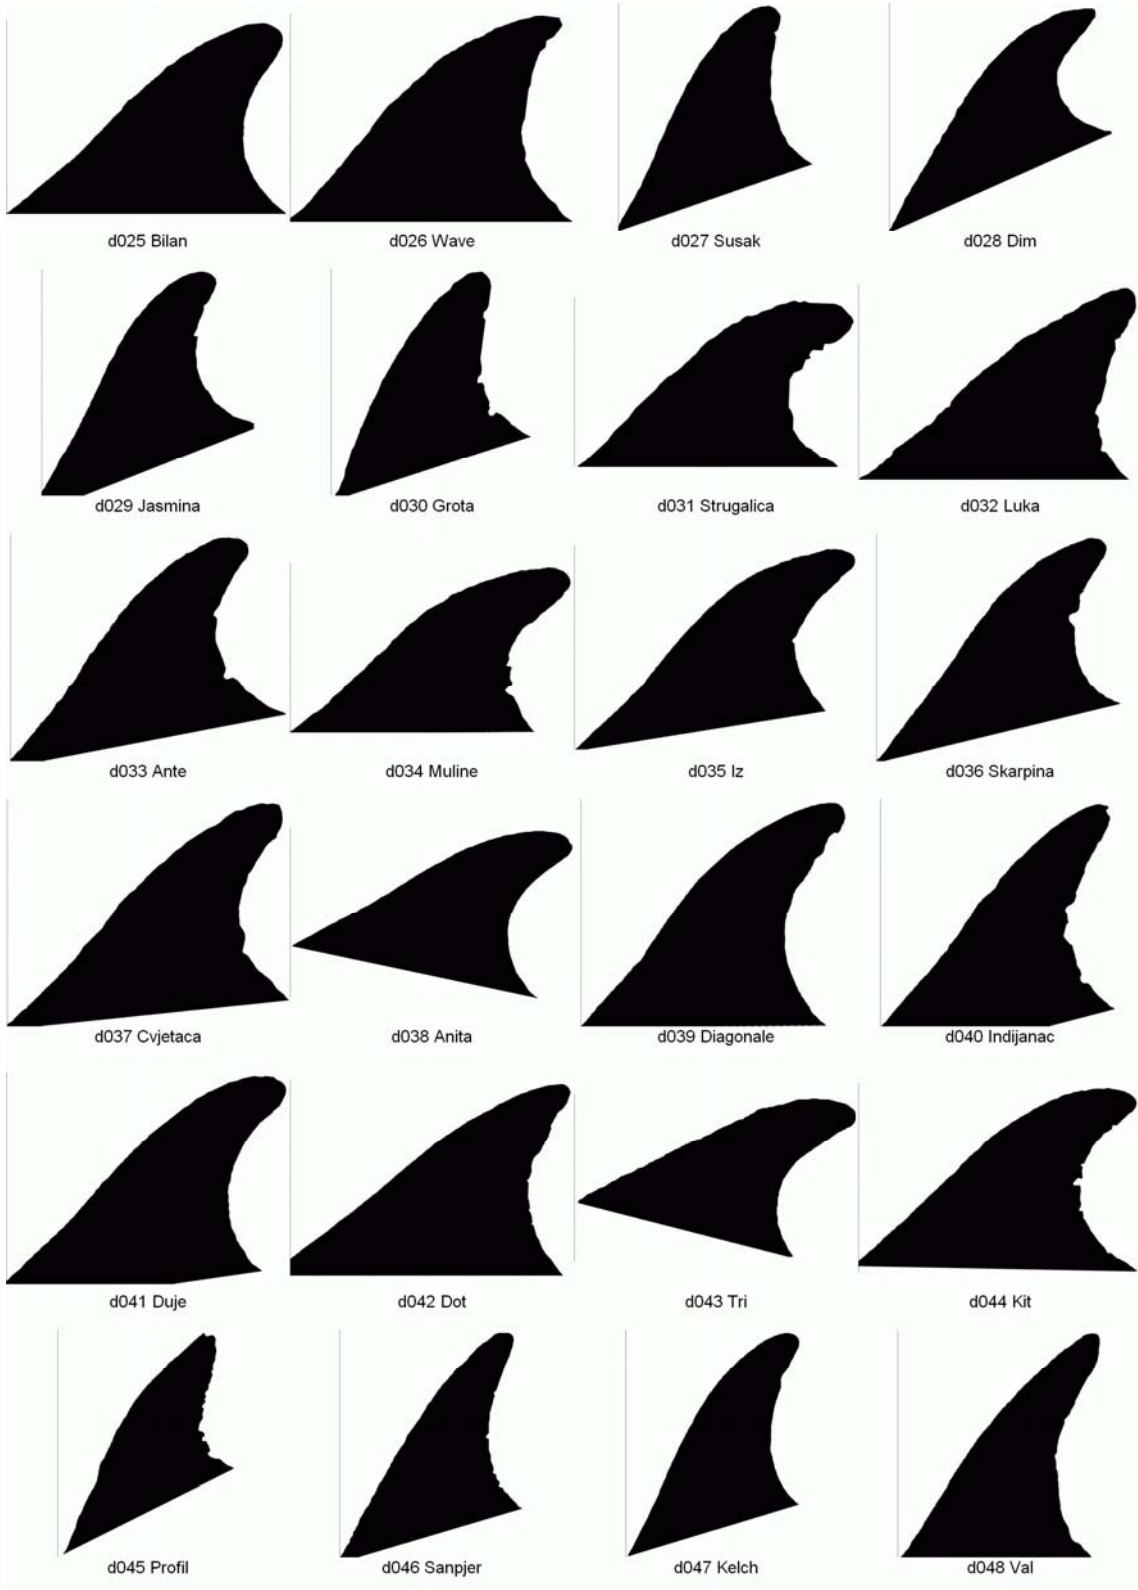 d025 Bilan
d026 Wave
d027 Susak
d028 Dim
d029 Jasmina
d030 Grota
d031 Strugalica
d032 Luka
d033 Ante
d034 Muline
d035 Iz
d036 Skarpina
d037 Cvjetaca
d038 Anita
d039 Diagonale
d040 Indijanac
d041 Duje
d042 Dot
d043 Tri
d044 Kit
d045 Profil
d046 Sanpjer
d047 Kelch
d048 Val